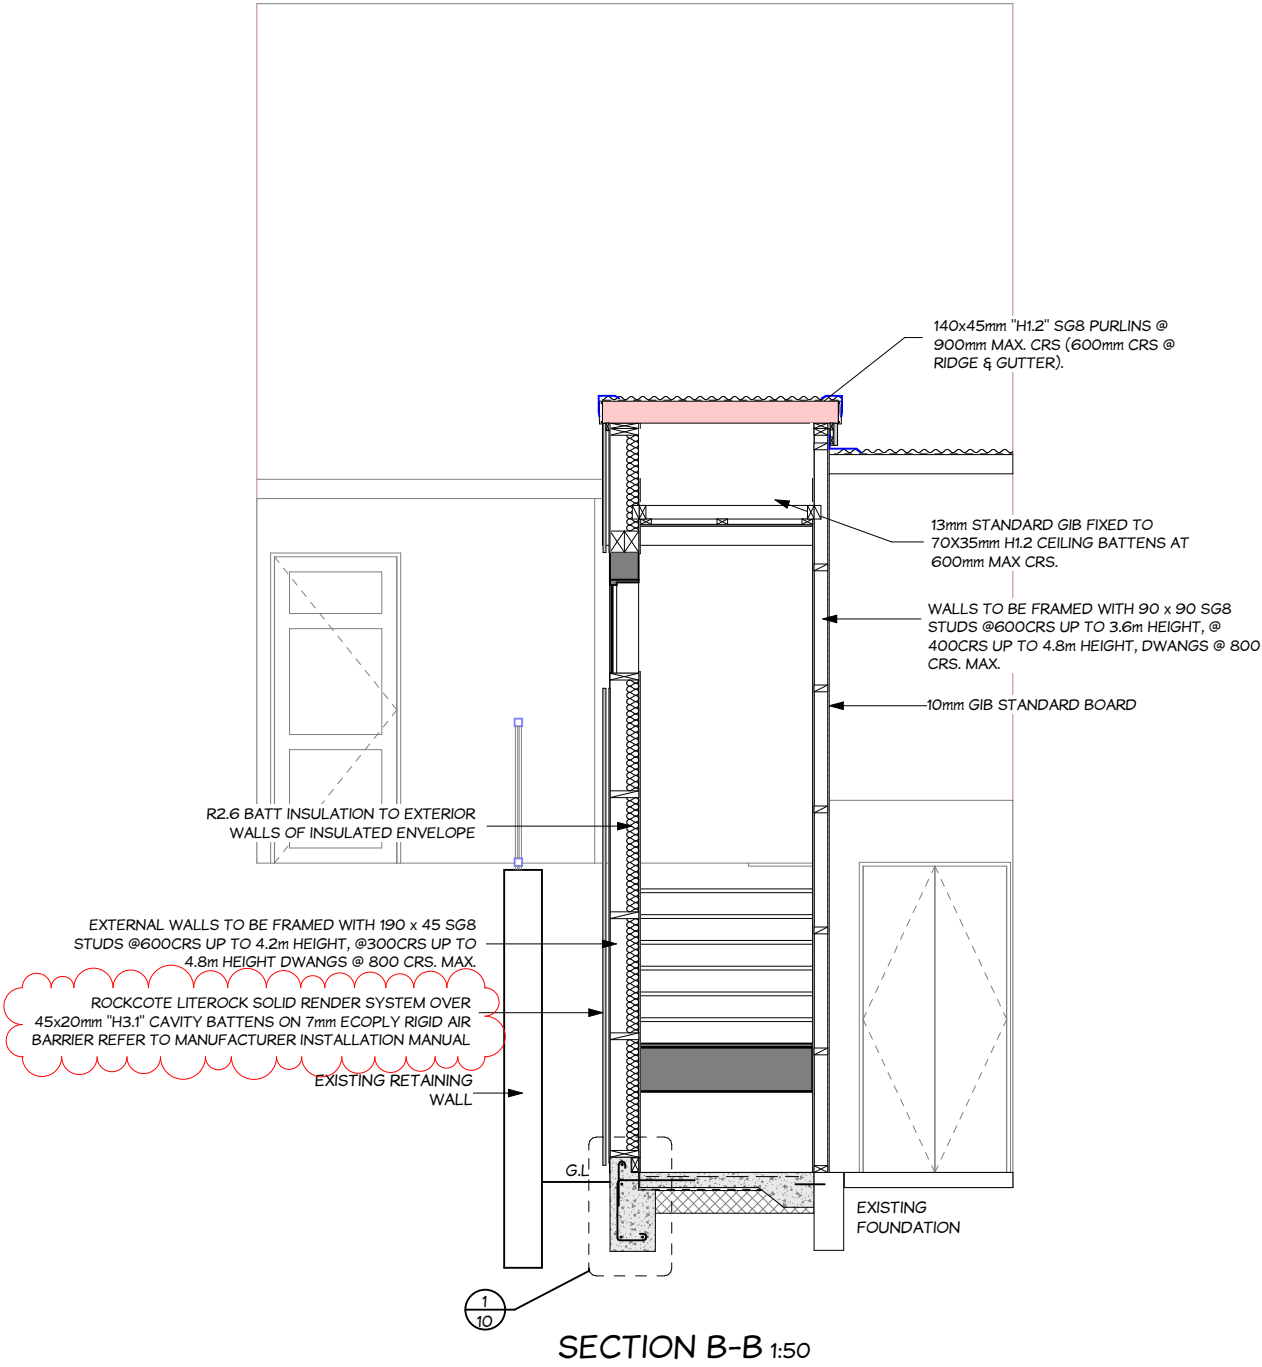 140x45mm "H1.2" SG8 PURLINS @
900mm MAX. CRS (600mm CRS @
RIDGE & GUTTER).
13mm STANDARD GIB FIXED TO
70X35mm H1.2 CEILING BATTENS AT
600mm MAX CRS.
WALLS TO BE FRAMED WITH 90 x 90 SG8
STUDS @600CRS UP TO 3.6m HEIGHT, @
400CRS UP TO 4.8m HEIGHT, DWANGS @ 800
CRS. MAX.
10mm GIB STANDARD BOARD
R2.6 BATT INSULATION TO EXTERIOR
WALLS OF INSULATED ENVELOPE
EXTERNAL WALLS TO BE FRAMED WITH 190 x 45 SG8
STUDS @600CRS UP TO 4.2m HEIGHT, @300CRS UP TO
4.8m HEIGHT DWANGS @ 800 CRS. MAX.
ROCKCOTE LITEROCK SOLID RENDER SYSTEM OVER
45x20mm "H3.1" CAVITY BATTENS ON 7mm ECOPLY RIGID AIR
BARRIER REFER TO MANUFACTURER INSTALLATION MANUAL
EXISTING RETAINING
WALL
G.L
EXISTING
FOUNDATION
1
10
SECTION B-B 1:50